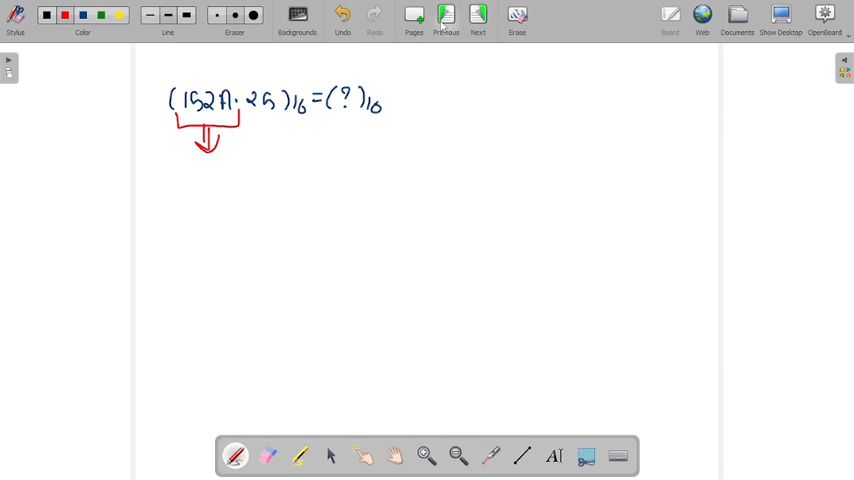 Stylus
Color
Line
Eraser
Backgrounds
Undo
Redo
Pages
Previous
Next
Erase
Board
Web
Documents
Show Desktop
OpenBoard
(152A.25)16=(?)10